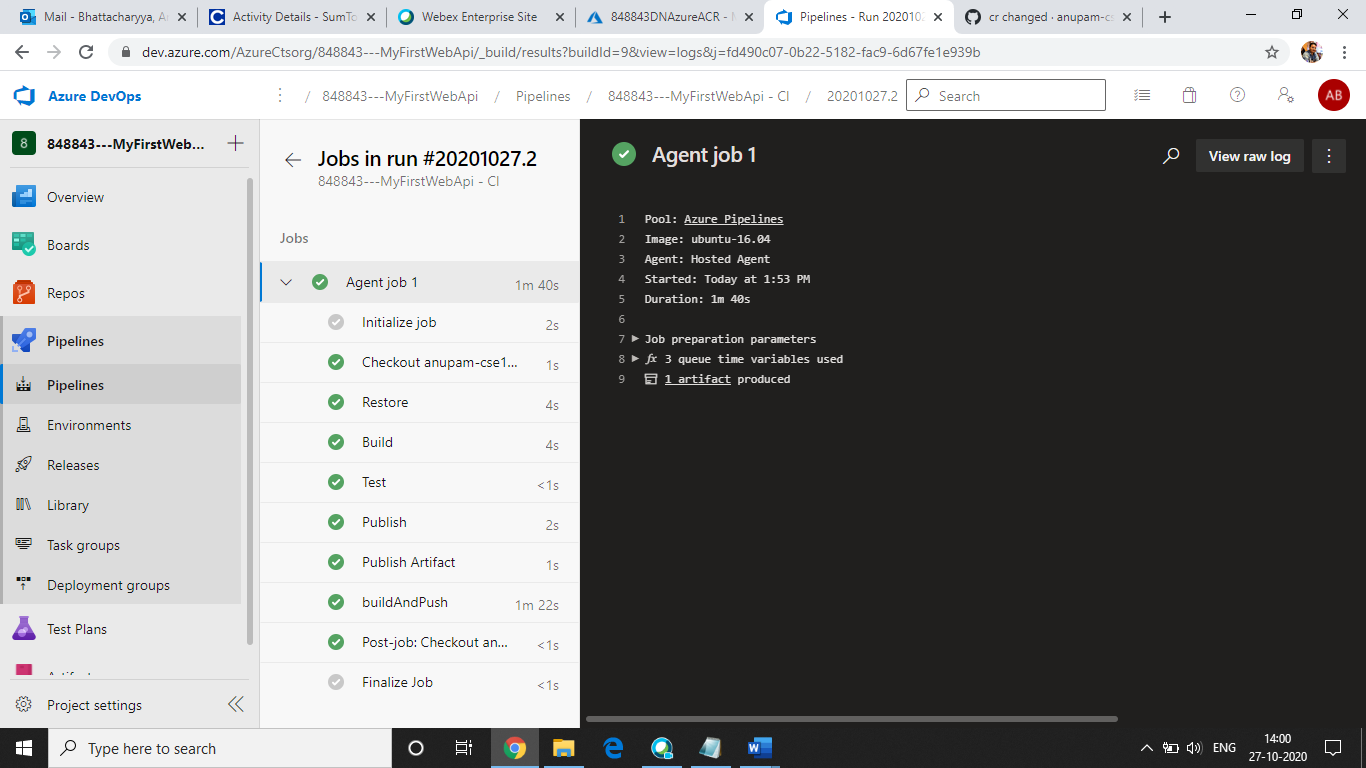 Mail - Bhattacharyya, A
Activity Details - SumTo
Webex Enterprise Site
848843DNAzureACR - M
Pipelines - Run 2020102
cr changed · anupam-cs
dev.azure.com/AzureCtsorg/848843---MyFirstWebApi/_build/results?buildId=9&view=logs&j=fd490c07-0b22-5182-fac9-6d67fe1e939b
Azure DevOps
/ 848843---MyFirstWebApi / Pipelines / 848843---MyFirstWebApi - CI / 20201027.2
Search
AB
8 848843---MyFirstWeb...
Overview
Boards
Repos
Pipelines
Pipelines
Environments
Releases
Library
Task groups
Deployment groups
Test Plans
Project settings
Jobs in run #20201027.2
848843---MyFirstWebApi - CI
Jobs
Agent job 1 1m 40s
Initialize job 2s
Checkout anupam-cse1... 1s
Restore 4s
Build 4s
Test <1s
Publish 2s
Publish Artifact 1s
buildAndPush 1m 22s
Post-job: Checkout an... <1s
Finalize Job <1s
Agent job 1
View raw log
1 Pool: Azure Pipelines
2 Image: ubuntu-16.04
3 Agent: Hosted Agent
4 Started: Today at 1:53 PM
5 Duration: 1m 40s
6
7 Job preparation parameters
8 fx 3 queue time variables used
9 1 artifact produced
Type here to search
ENG
14:00
27-10-2020